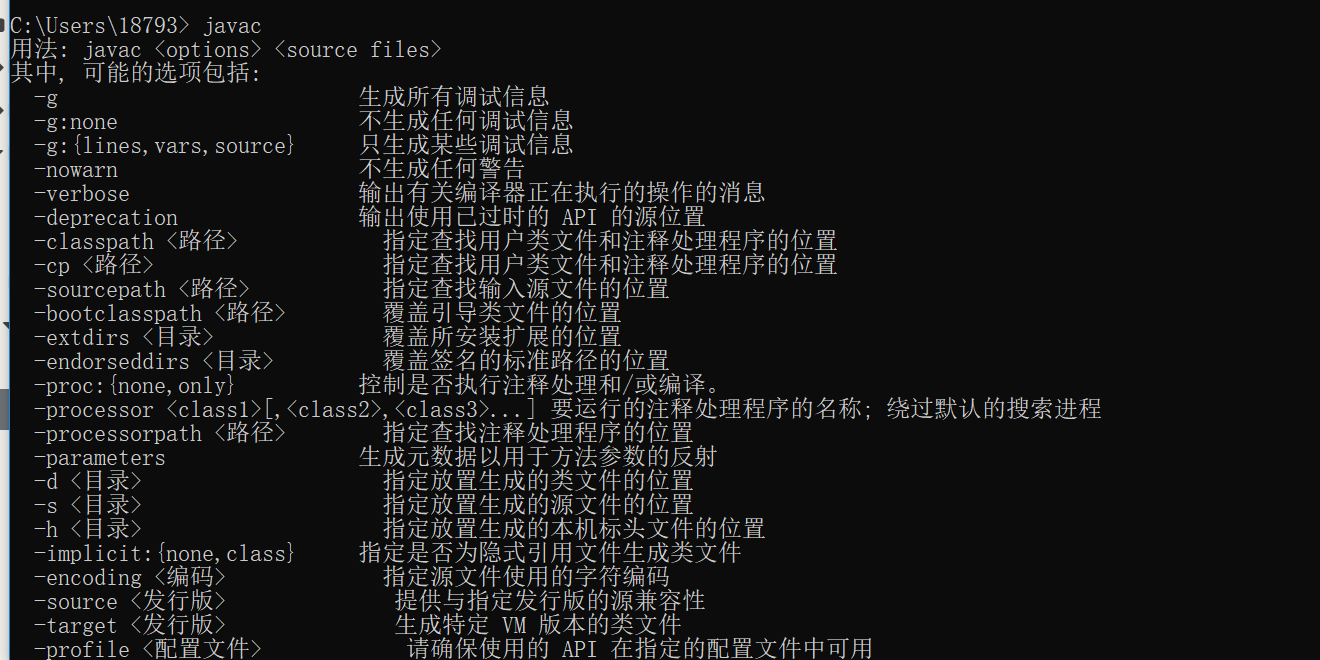 C:\Users\18793> javac
用法: javac <options> <source files>
其中, 可能的选项包括:
-g 生成所有调试信息
-g:none 不生成任何调试信息
-g:{lines,vars,source} 只生成某些调试信息
-nowarn 不生成任何警告
-verbose 输出有关编译器正在执行的操作的消息
-deprecation 输出使用已过时的 API 的源位置
-classpath <路径> 指定查找用户类文件和注释处理程序的位置
-cp <路径> 指定查找用户类文件和注释处理程序的位置
-sourcepath <路径> 指定查找输入源文件的位置
-bootclasspath <路径> 覆盖引导类文件的位置
-extdirs <目录> 覆盖所安装扩展的位置
-endorseddirs <目录> 覆盖签名的标准路径的位置
-proc:{none,only} 控制是否执行注释处理和/或编译。
-processor <class1>[,<class2>,<class3>...] 要运行的注释处理程序的名称; 绕过默认的搜索进程
-processorpath <路径> 指定查找注释处理程序的位置
-parameters 生成元数据以用于方法参数的反射
-d <目录> 指定放置生成的类文件的位置
-s <目录> 指定放置生成的源文件的位置
-h <目录> 指定放置生成的本机标头文件的位置
-implicit:{none,class} 指定是否为隐式引用文件生成类文件
-encoding <编码> 指定源文件使用的字符编码
-source <发行版> 提供与指定发行版的源兼容性
-target <发行版> 生成特定 VM 版本的类文件
-profile <配置文件> 请确保使用的 API 在指定的配置文件中可用